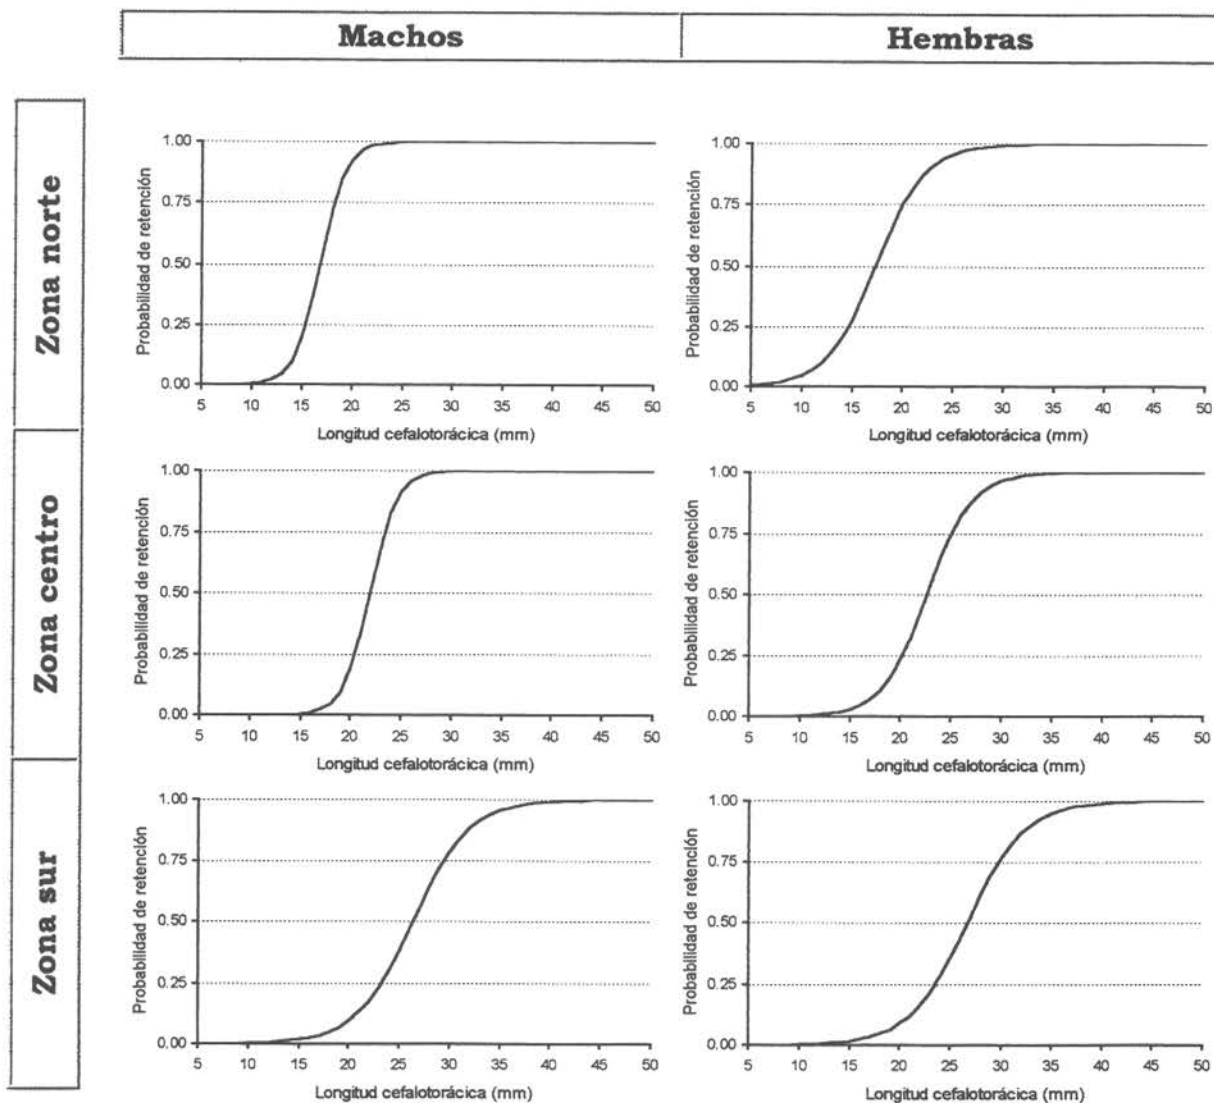 Machos
Hembras
Zona norte
Probabilidad de retención
1.00
0.75
0.50
0.25
0.00
5 10 15 20 25 30 35 40 45 50
Longitud cefalotorácica (mm)
Probabilidad de retención
1.00
0.75
0.50
0.25
0.00
5 10 15 20 25 30 35 40 45 50
Longitud cefalotorácica (mm)
Zona centro
Probabilidad de retención
1.00
0.75
0.50
0.25
0.00
5 10 15 20 25 30 35 40 45 50
Longitud cefalotorácica (mm)
Probabilidad de retención
1.00
0.75
0.50
0.25
0.00
5 10 15 20 25 30 35 40 45 50
Longitud cefalotorácica (mm)
Zona sur
Probabilidad de retención
1.00
0.75
0.50
0.25
0.00
5 10 15 20 25 30 35 40 45 50
Longitud cefalotorácica (mm)
Probabilidad de retención
1.00
0.75
0.50
0.25
0.00
5 10 15 20 25 30 35 40 45 50
Longitud cefalotorácica (mm)